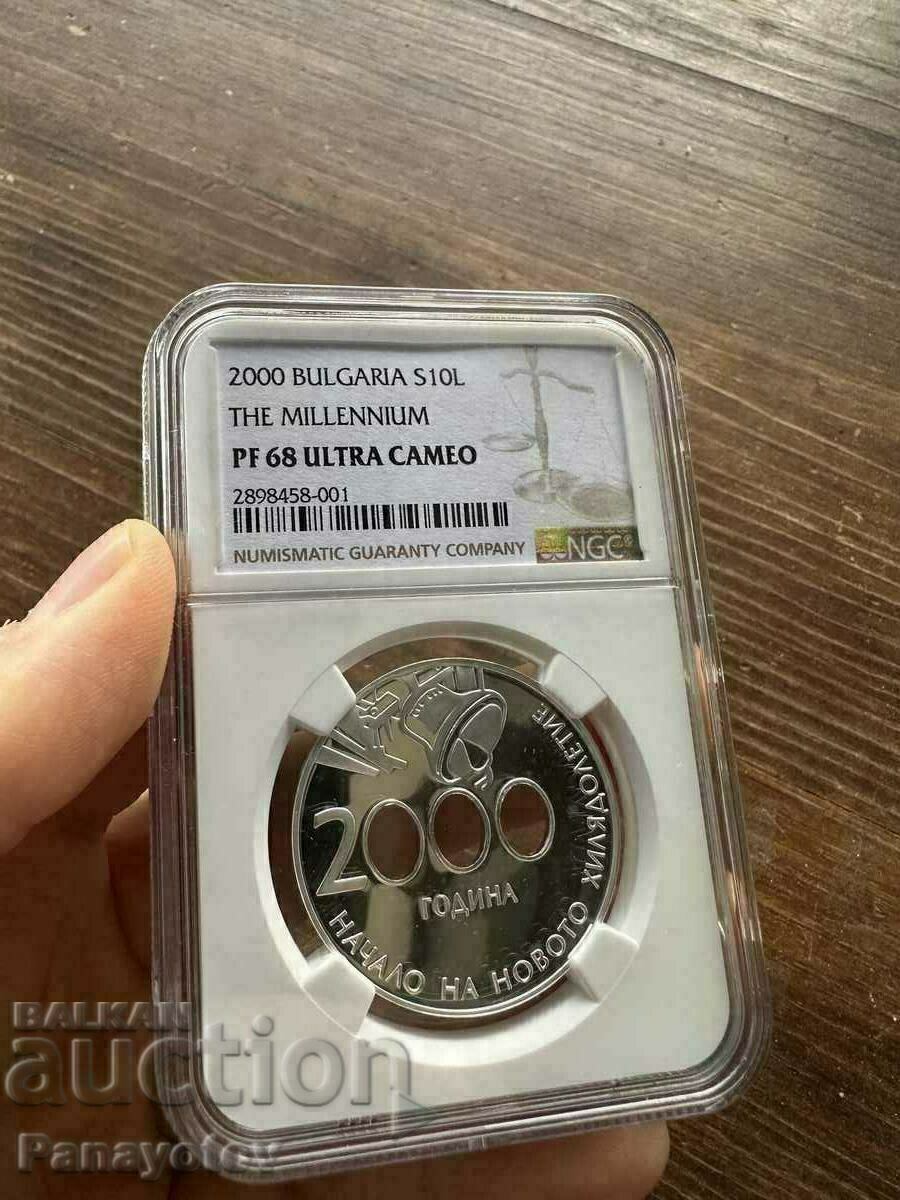 2000 BULGARIA S10L
THE MILLENNIUM
PF 68 ULTRA CAMEO
2898458-001
NUMISMATIC GUARANTY COMPANY
NGC
2000
ГОДИНА
НАЧАЛО НА НОВОТО ХИЛЯДОЛЕТИЕ
BALKAN
auction
Panayotev